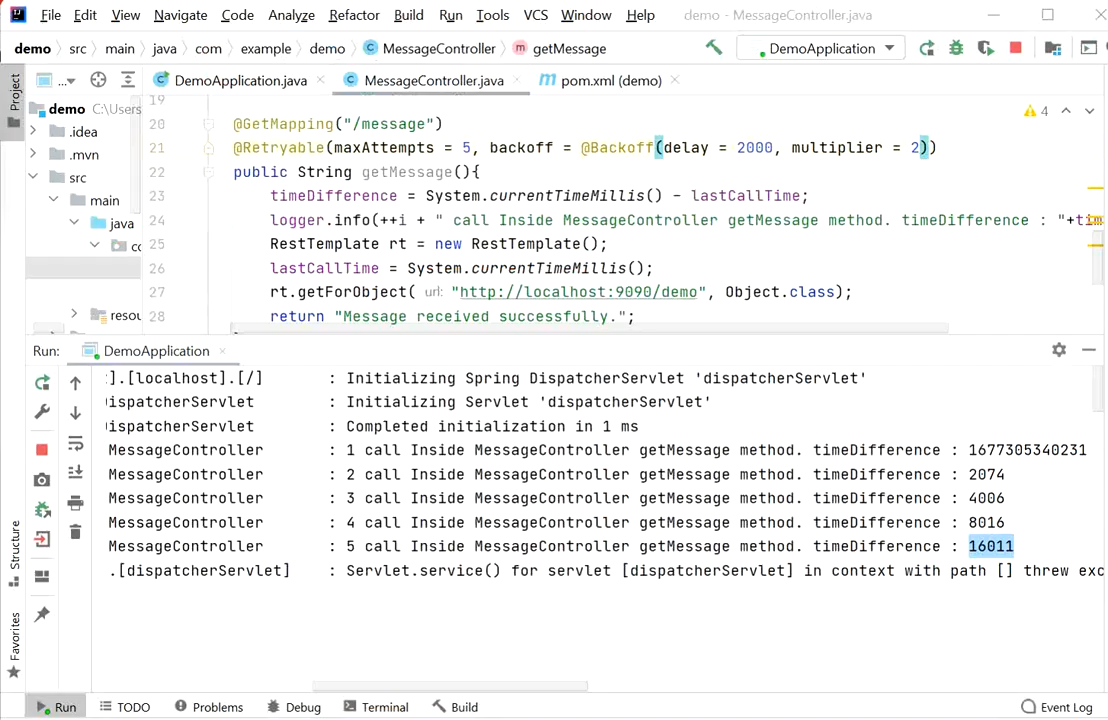 File Edit View Navigate Code Analyze Refactor Build Run Tools VCS Window Help demo - MessageController.java
demo src main java com example demo MessageController getMessage DemoApplication
Project ... DemoApplication.java MessageController.java pom.xml (demo)
demo C:\Users
.idea
.mvn
src
main
java
resou
19
20 @GetMapping("/message")
21 @Retryable(maxAttempts = 5, backoff = @Backoff(delay = 2000, multiplier = 2))
22 public String getMessage(){
23 timeDifference = System.currentTimeMillis() - lastCallTime;
24 logger.info(++i + " call Inside MessageController getMessage method. timeDifference : "+tim
25 RestTemplate rt = new RestTemplate();
26 lastCallTime = System.currentTimeMillis();
27 rt.getForObject( url: "http://localhost:9090/demo", Object.class);
28 return "Message received successfully.";
4
Run: DemoApplication
:].[localhost].[/] : Initializing Spring DispatcherServlet 'dispatcherServlet'
ispatcherServlet : Initializing Servlet 'dispatcherServlet'
ispatcherServlet : Completed initialization in 1 ms
MessageController : 1 call Inside MessageController getMessage method. timeDifference : 1677305340231
MessageController : 2 call Inside MessageController getMessage method. timeDifference : 2074
MessageController : 3 call Inside MessageController getMessage method. timeDifference : 4006
MessageController : 4 call Inside MessageController getMessage method. timeDifference : 8016
MessageController : 5 call Inside MessageController getMessage method. timeDifference : 16011
.[dispatcherServlet] : Servlet.service() for servlet [dispatcherServlet] in context with path [] threw exc
Structure
Favorites
Run TODO Problems Debug Terminal Build Event Log